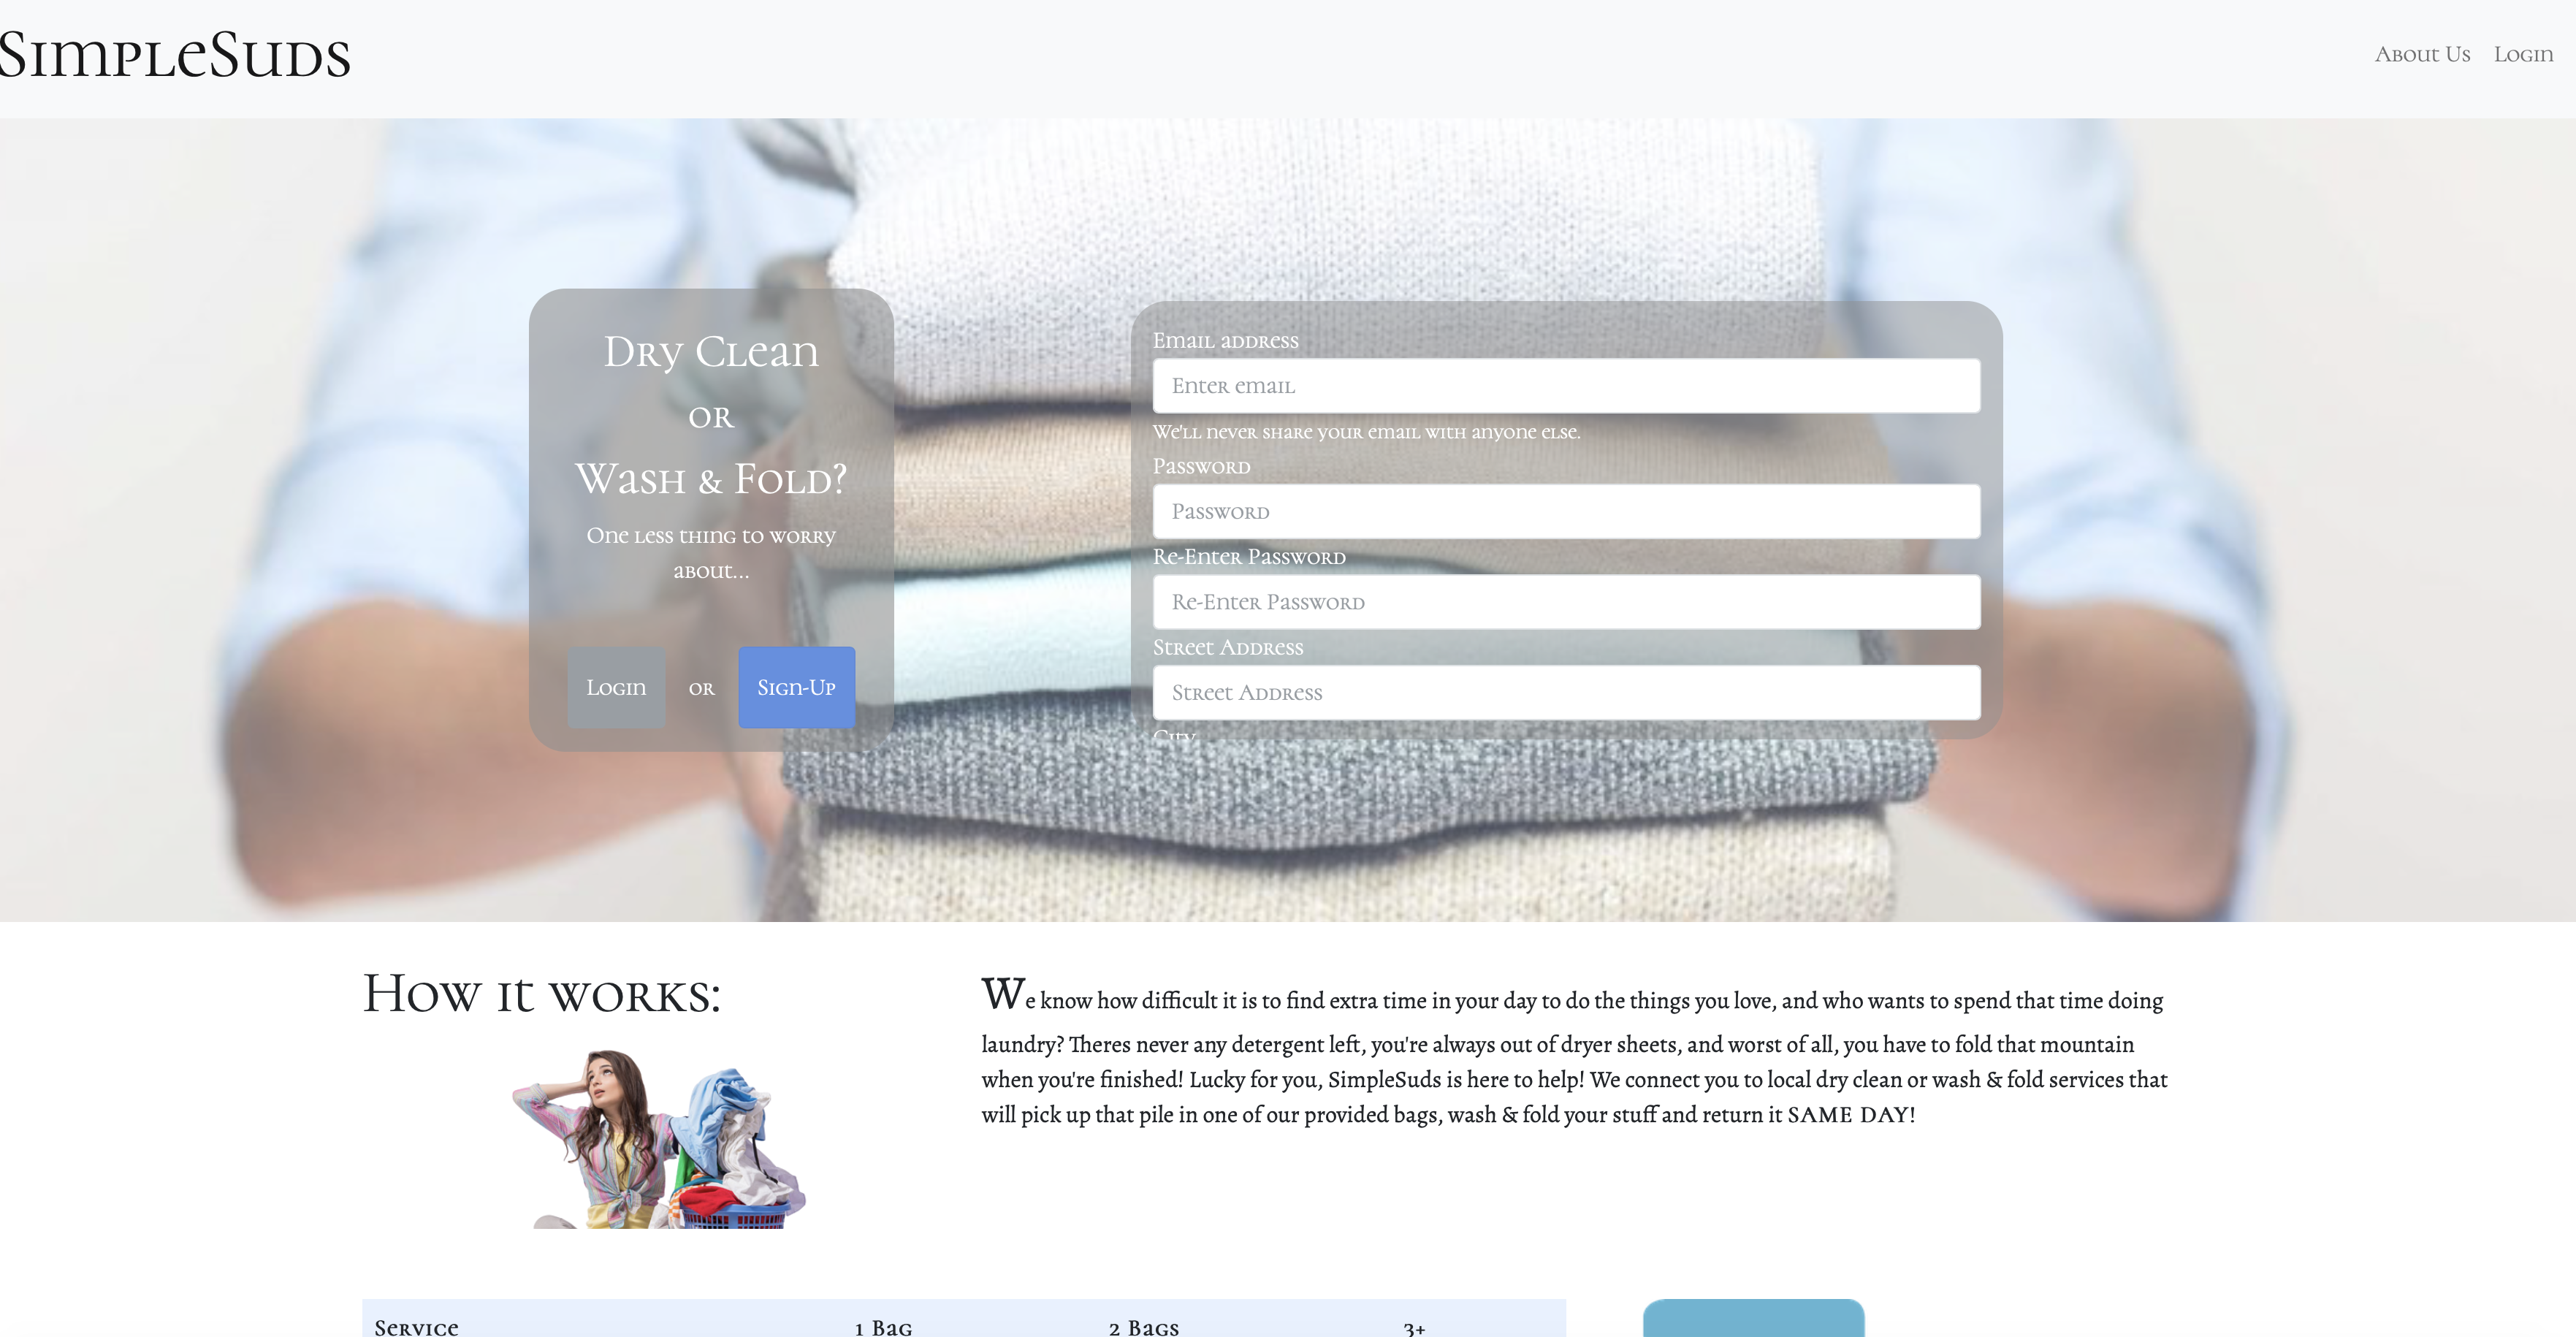 SimpleSuds
About Us Login
Dry Clean
or
Wash & Fold?
One less thing to worry
about...
Login or Sign-Up
Email address
Enter email
We'll never share your email with anyone else.
Password
Password
Re-Enter Password
Re-Enter Password
Street Address
Street Address
City
How it works:
We know how difficult it is to find extra time in your day to do the things you love, and who wants to spend that time doing
laundry? Theres never any detergent left, you're always out of dryer sheets, and worst of all, you have to fold that mountain
when you're finished! Lucky for you, SimpleSuds is here to help! We connect you to local dry clean or wash & fold services that
will pick up that pile in one of our provided bags, wash & fold your stuff and return it SAME DAY!
Service 1 Bag 2 Bags 3+